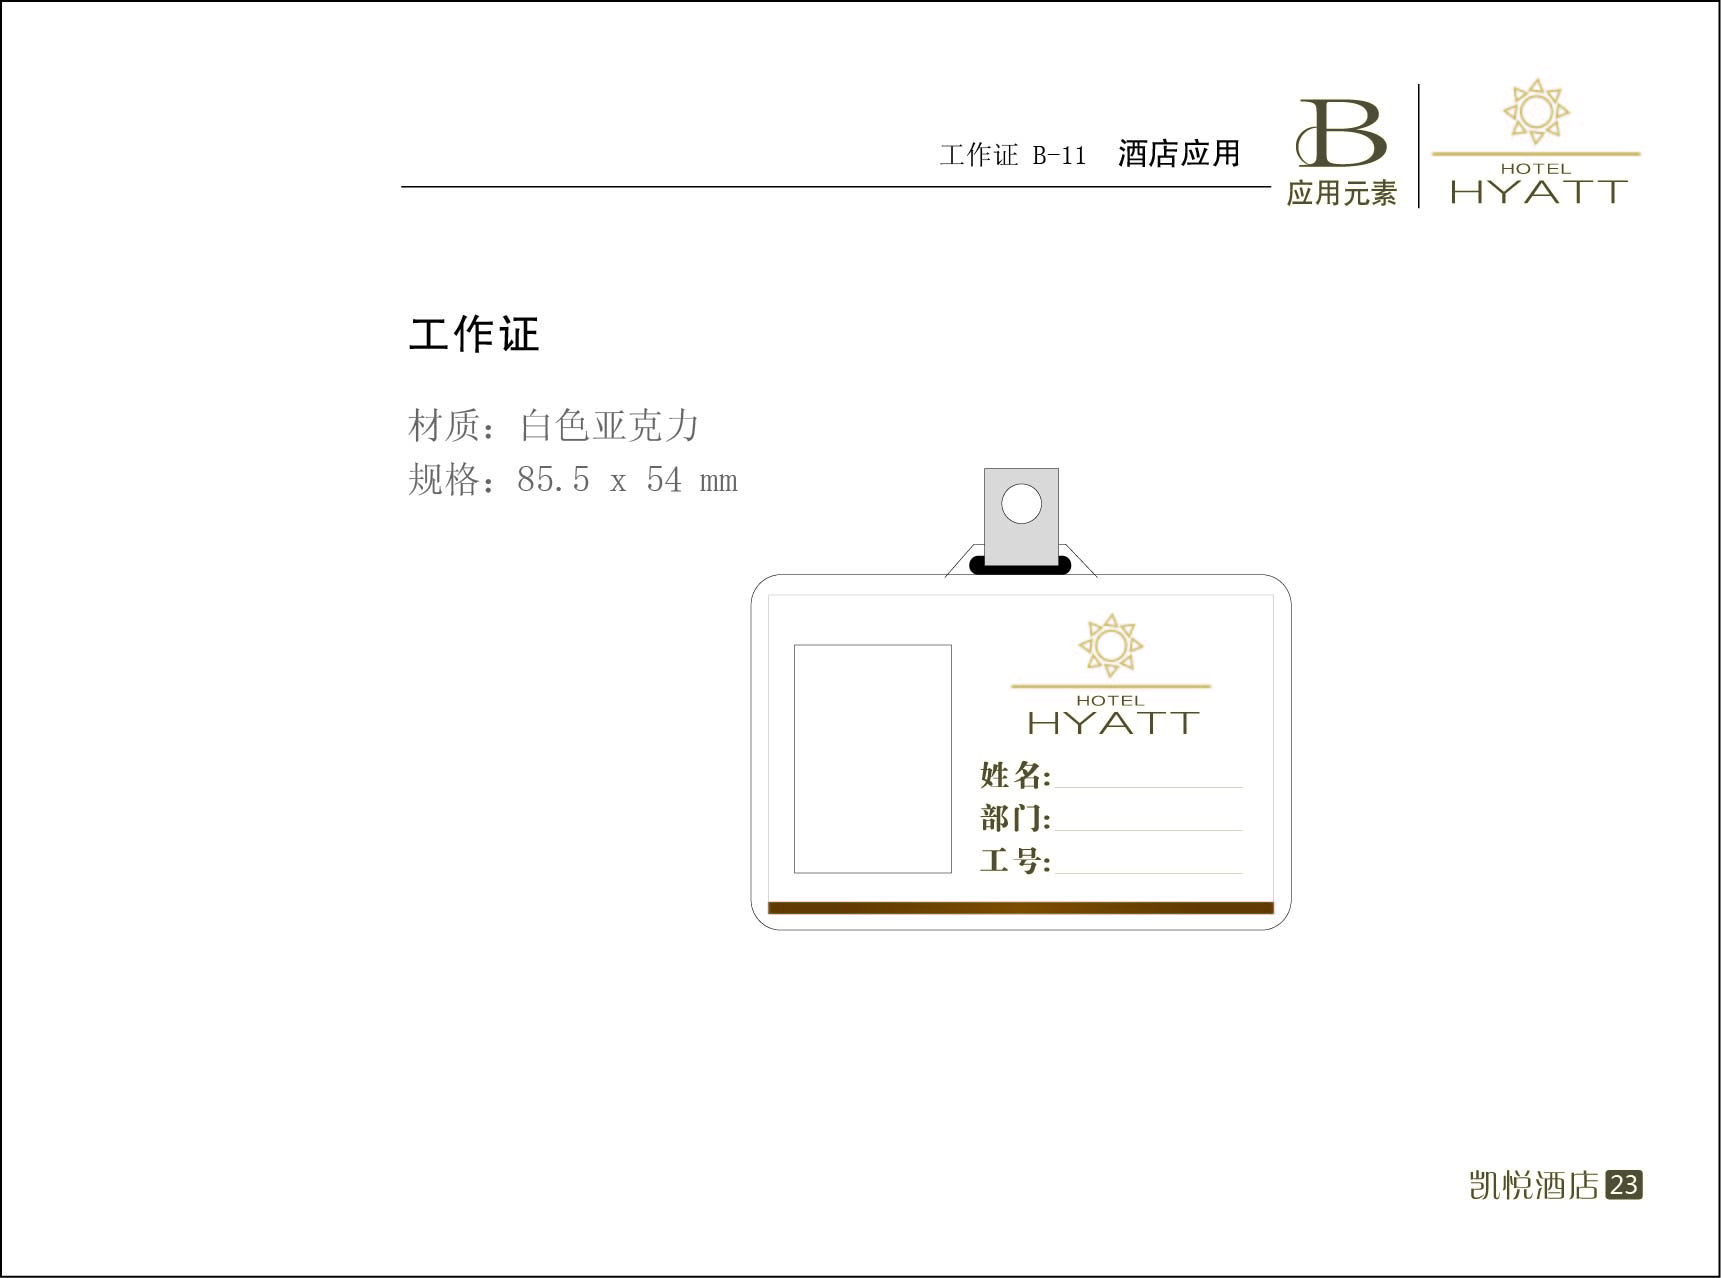 工作证 B-11 酒店应用
B
应用元素
HOTEL
HYATT
工作证
材质：白色亚克力
规格：85.5 x 54 mm
HOTEL
HYATT
姓名:
部门:
工号:
凯悦酒店 23